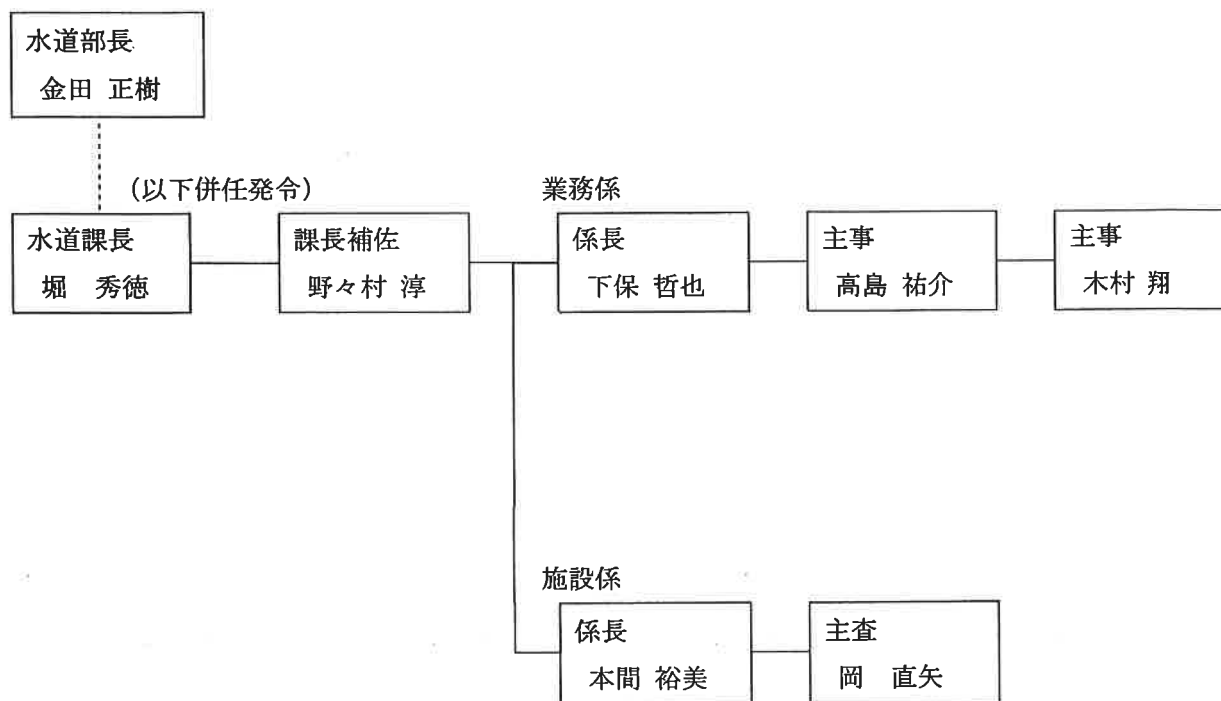 水道部長
金田 正樹
(以下併任発令)
業務係
水道課長
堀 秀徳
課長補佐
野々村 淳
係長
下保 哲也
主事
高島 祐介
主事
木村 翔
施設係
係長
本間 裕美
主査
岡 直矢